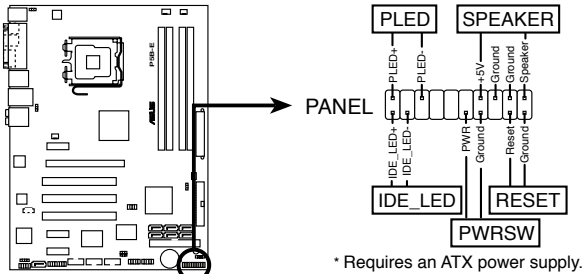 PLED SPEAKER
PLED+
PLED-
+5V
Ground
Ground
Speaker
PANEL
IDE_LED+
IDE_LED-
PWR
Ground
Reset
Ground
IDE_LED
RESET
PWRSW
* Requires an ATX power supply.
P5B-E
ASUS